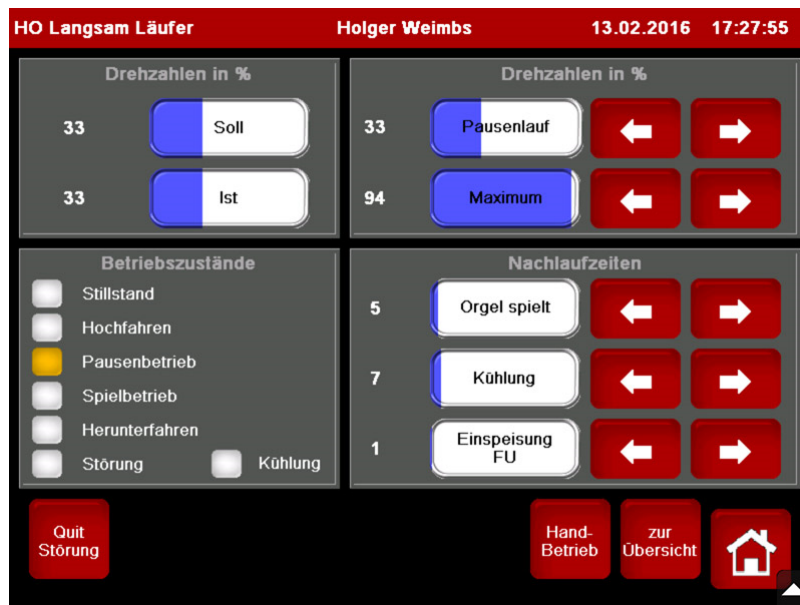 HO Langsam Läufer Holger Weimbs 13.02.2016 17:27:55
Drehzahlen in %
33 Soll
33 Ist
Drehzahlen in %
33 Pausenlauf
94 Maximum
Betriebszustände
Stillstand
Hochfahren
Pausenbetrieb
Spielbetrieb
Herunterfahren
Störung Kühlung
Nachlaufzeiten
5 Orgel spielt
7 Kühlung
1 Einspeisung
FU
Quit
Störung
Hand-
Betrieb
zur
Übersicht